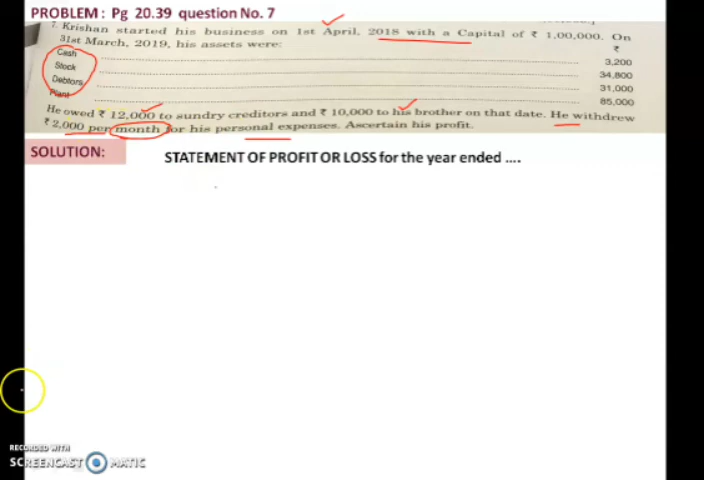 PROBLEM : Pg 20.39 question No. 7
7. Krishan started his business on 1st April, 2018 with a Capital of ₹ 1,00,000. On
31st March, 2019, his assets were:
₹
Cash 3,200
Stock 34,800
Debtors 31,000
Plant 85,000
He owed ₹ 12,000 to sundry creditors and ₹ 10,000 to his brother on that date. He withdrew
₹ 2,000 per month for his personal expenses. Ascertain his profit.
SOLUTION:
STATEMENT OF PROFIT OR LOSS for the year ended ....
RECORDED WITH
SCREENCAST MATIC